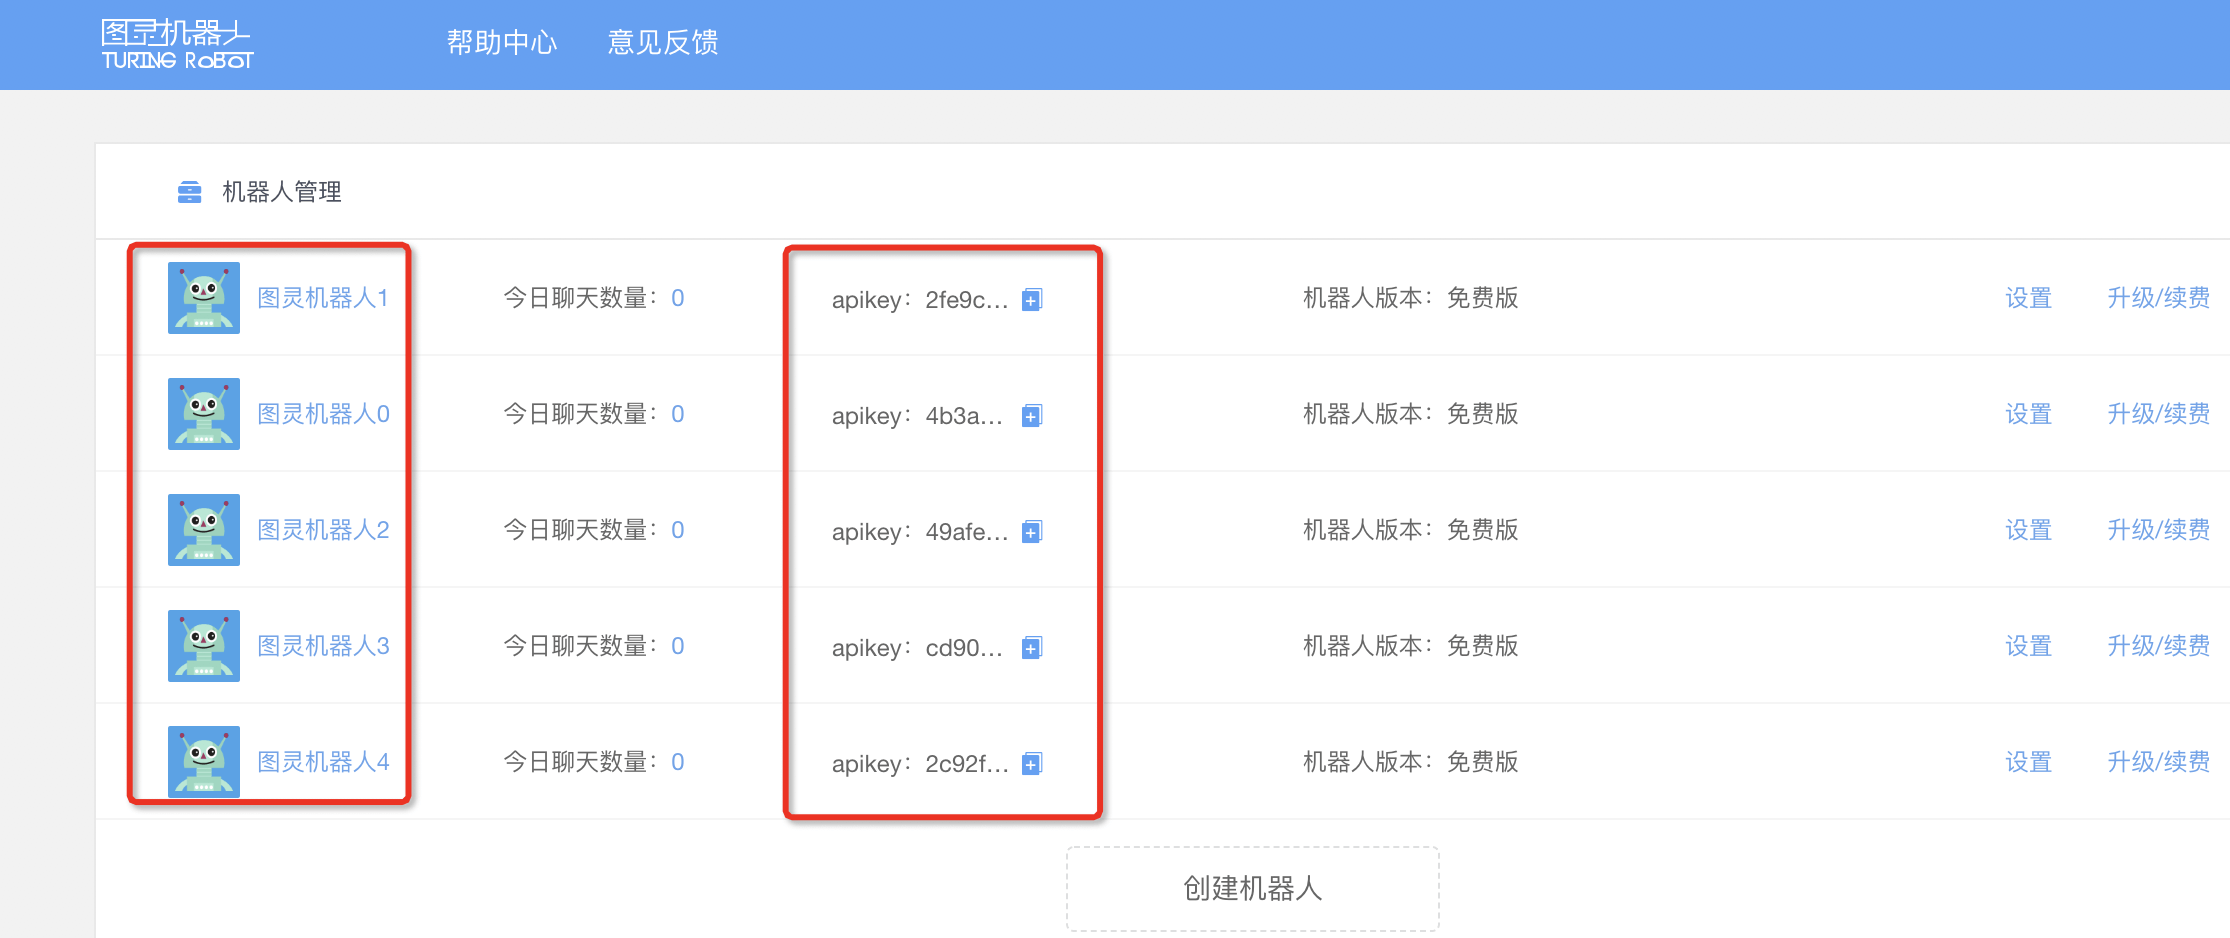 图灵机器人
TURING ROBOT
帮助中心 意见反馈
机器人管理
图灵机器人1 今日聊天数量：0 apikey：2fe9c... 机器人版本：免费版 设置 升级/续费
图灵机器人0 今日聊天数量：0 apikey：4b3a... 机器人版本：免费版 设置 升级/续费
图灵机器人2 今日聊天数量：0 apikey：49afe... 机器人版本：免费版 设置 升级/续费
图灵机器人3 今日聊天数量：0 apikey：cd90... 机器人版本：免费版 设置 升级/续费
图灵机器人4 今日聊天数量：0 apikey：2c92f... 机器人版本：免费版 设置 升级/续费
创建机器人